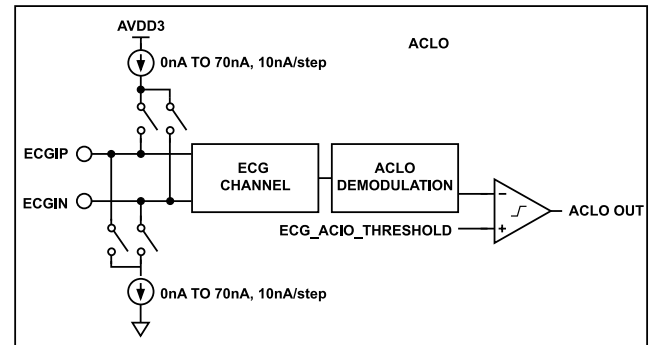 AVDD3
ACLO
0nA TO 70nA, 10nA/step
ECGIP
ECG
CHANNEL
ACLO
DEMODULATION
ECGIN
−
ACLO OUT
ECG_ACIO_THRESHOLD
+
0nA TO 70nA, 10nA/step